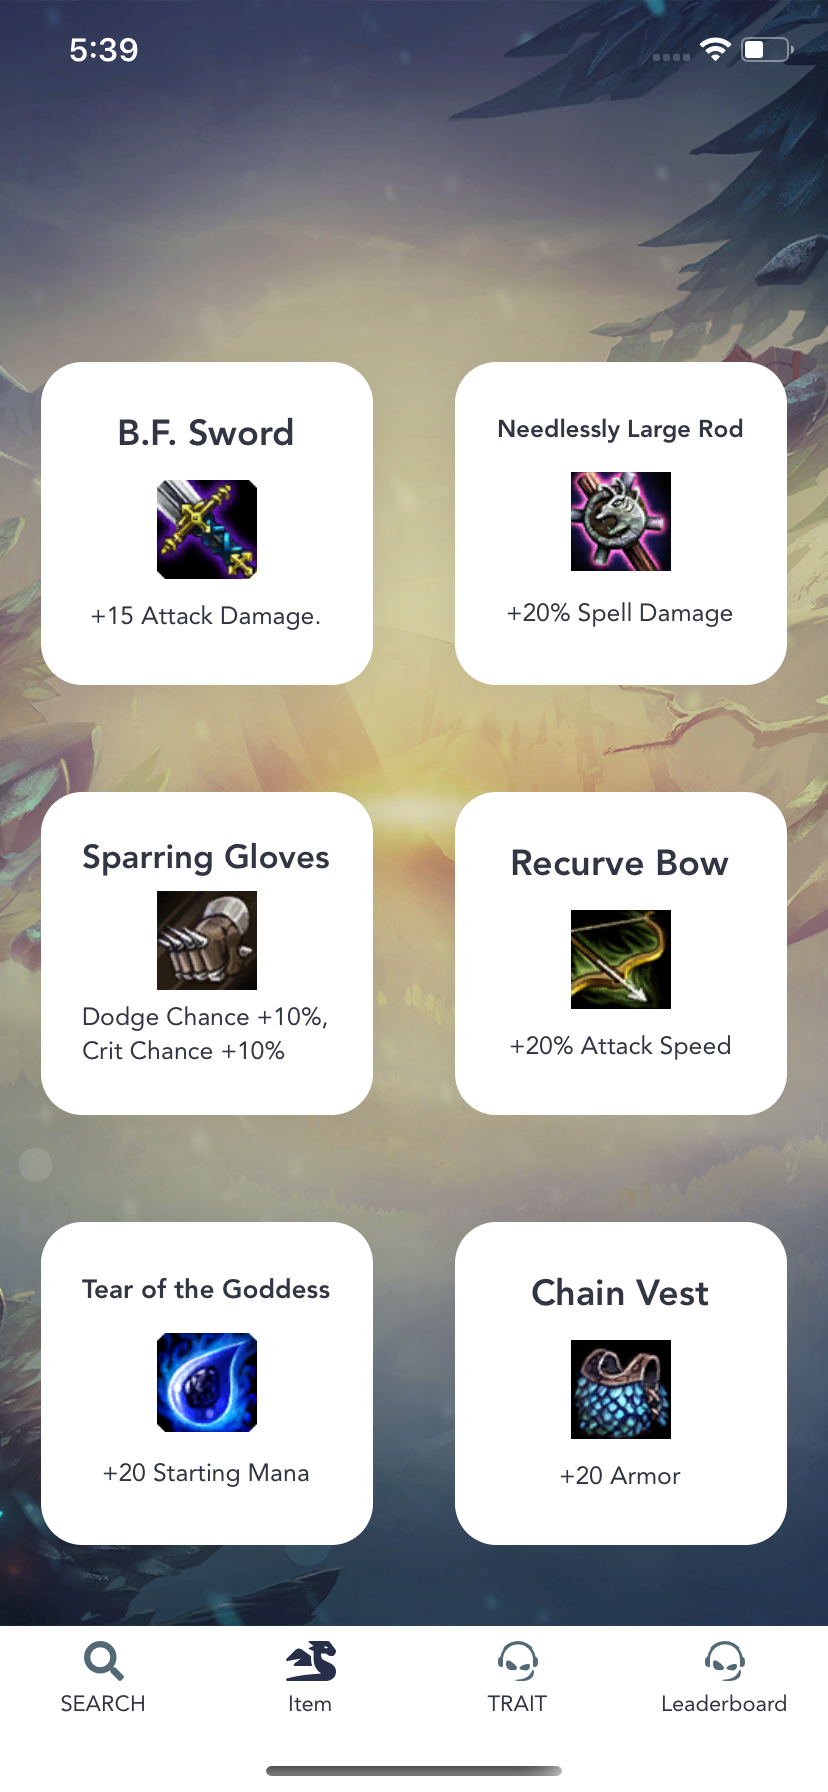 5:39
B.F. Sword
+15 Attack Damage.
Needlessly Large Rod
+20% Spell Damage
Sparring Gloves
Dodge Chance +10%,
Crit Chance +10%
Recurve Bow
+20% Attack Speed
Tear of the Goddess
+20 Starting Mana
Chain Vest
+20 Armor
SEARCH
Item
TRAIT
Leaderboard